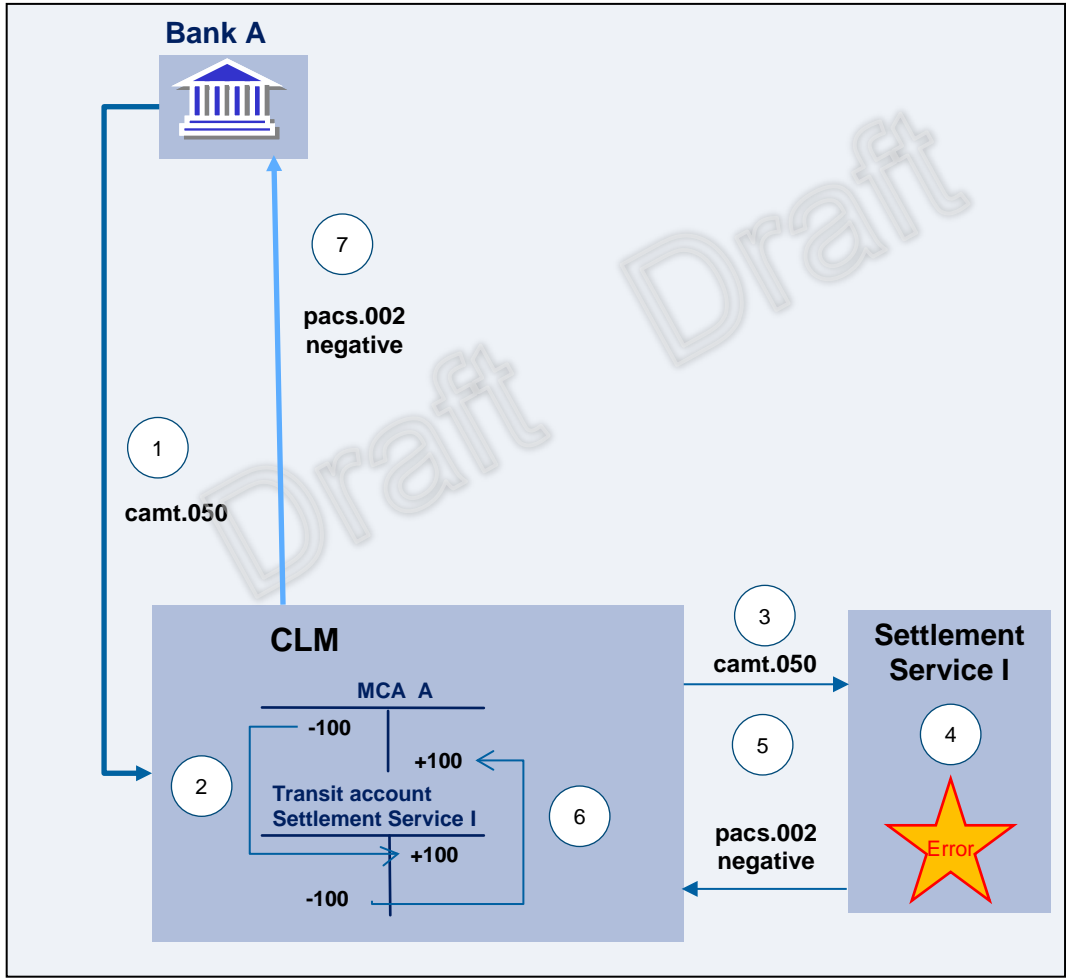 Bank A
7
pacs.002
negative
Draft
Draft
1
camt.050
CLM
MCA A
-100
+100
2
Transit account
Settlement Service I
+100
-100
6
3
camt.050
5
pacs.002
negative
Settlement
Service I
4
Error